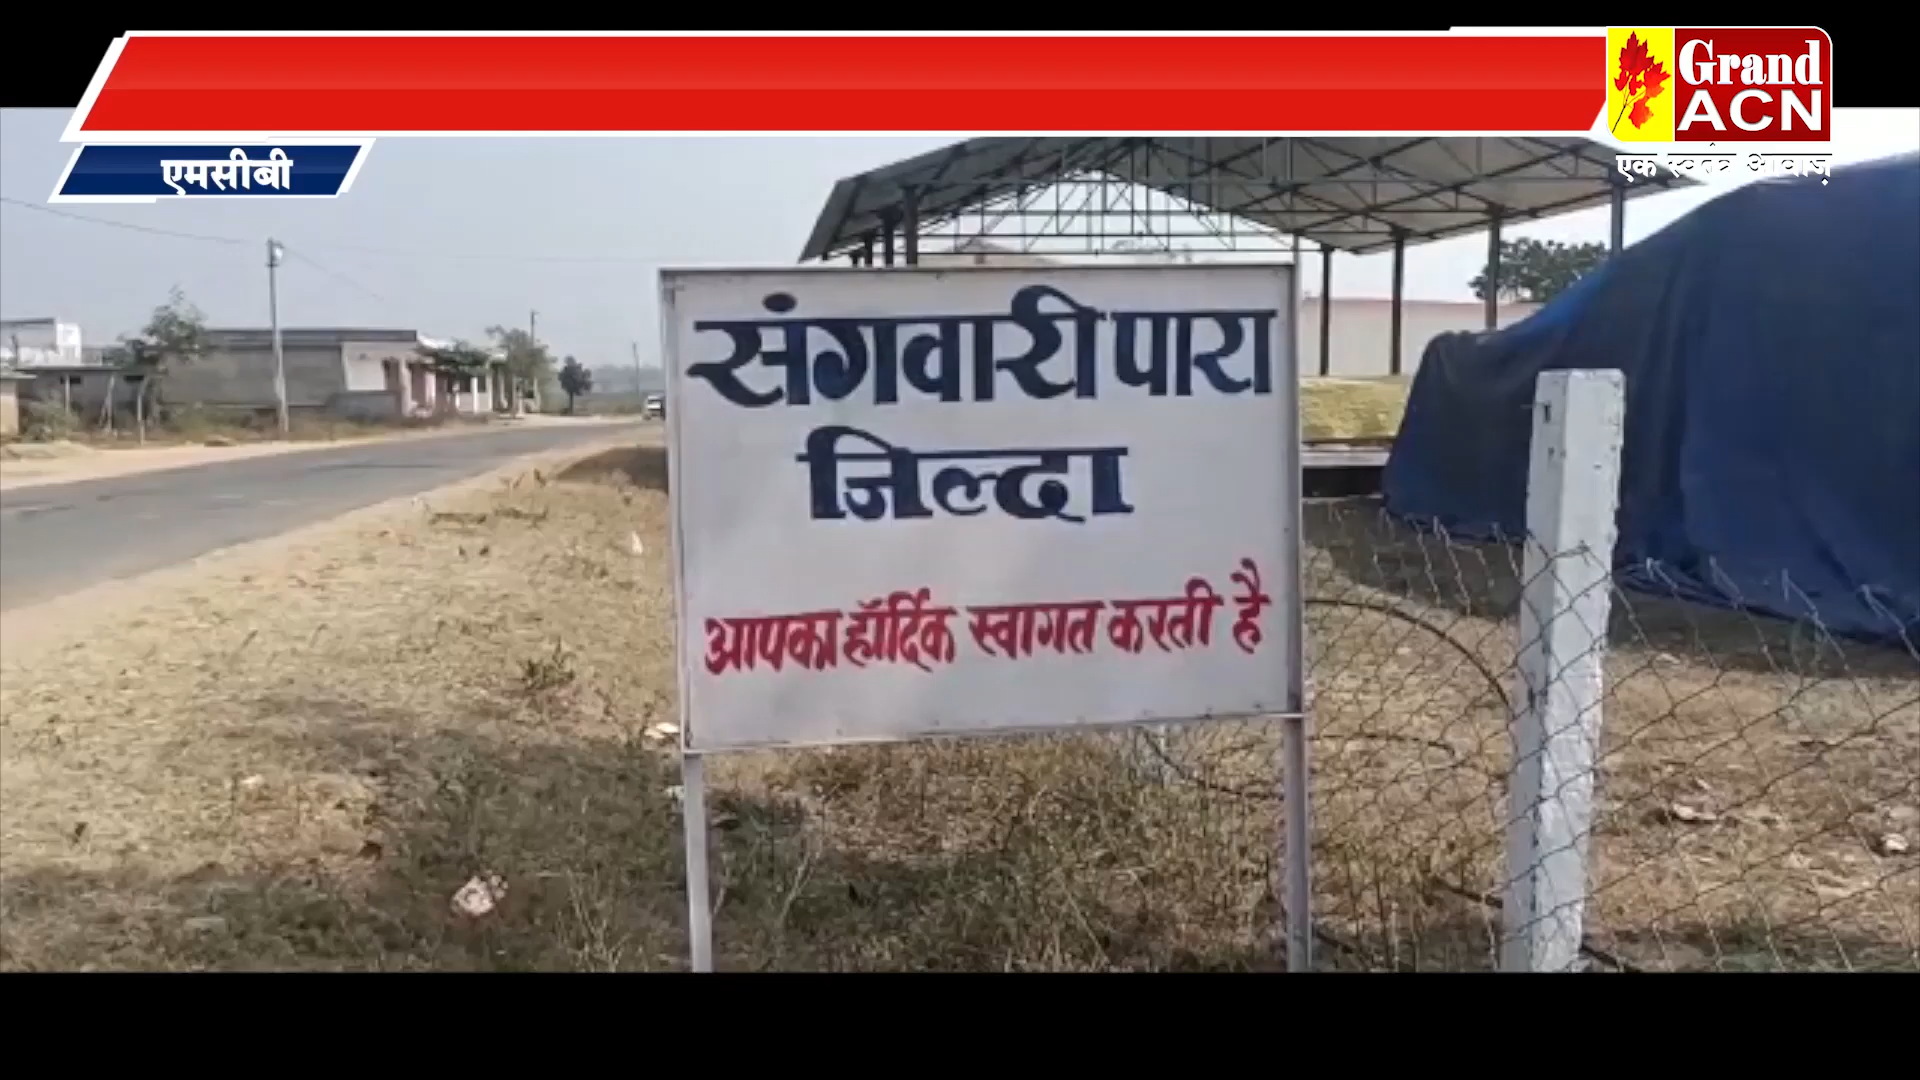 Grand
ACN
एक स्वतंत्र आवाज़
एमसीबी
संगवारी पारा
जिल्दा
आपका हॉर्दिक स्वागत करती है